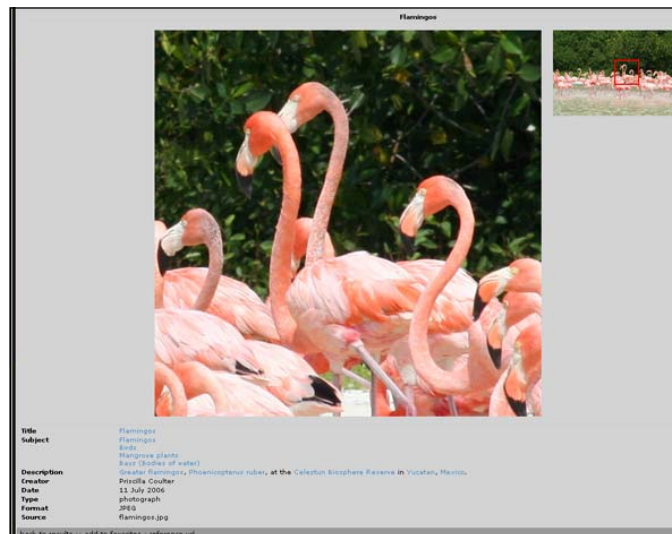 Flamingos
Title Flamingos
Subject Flamingos
Birds
Mangrove plants
Bays (bodies of water)
Description Greater flamingos, Phoenicopterus ruber, at the Celestun Biosphere Reserve in Yucatan, Mexico.
Creator Priscilla Coulter
Date 11 July 2006
Type photograph
Format JPEG
Source flamingos.jpg